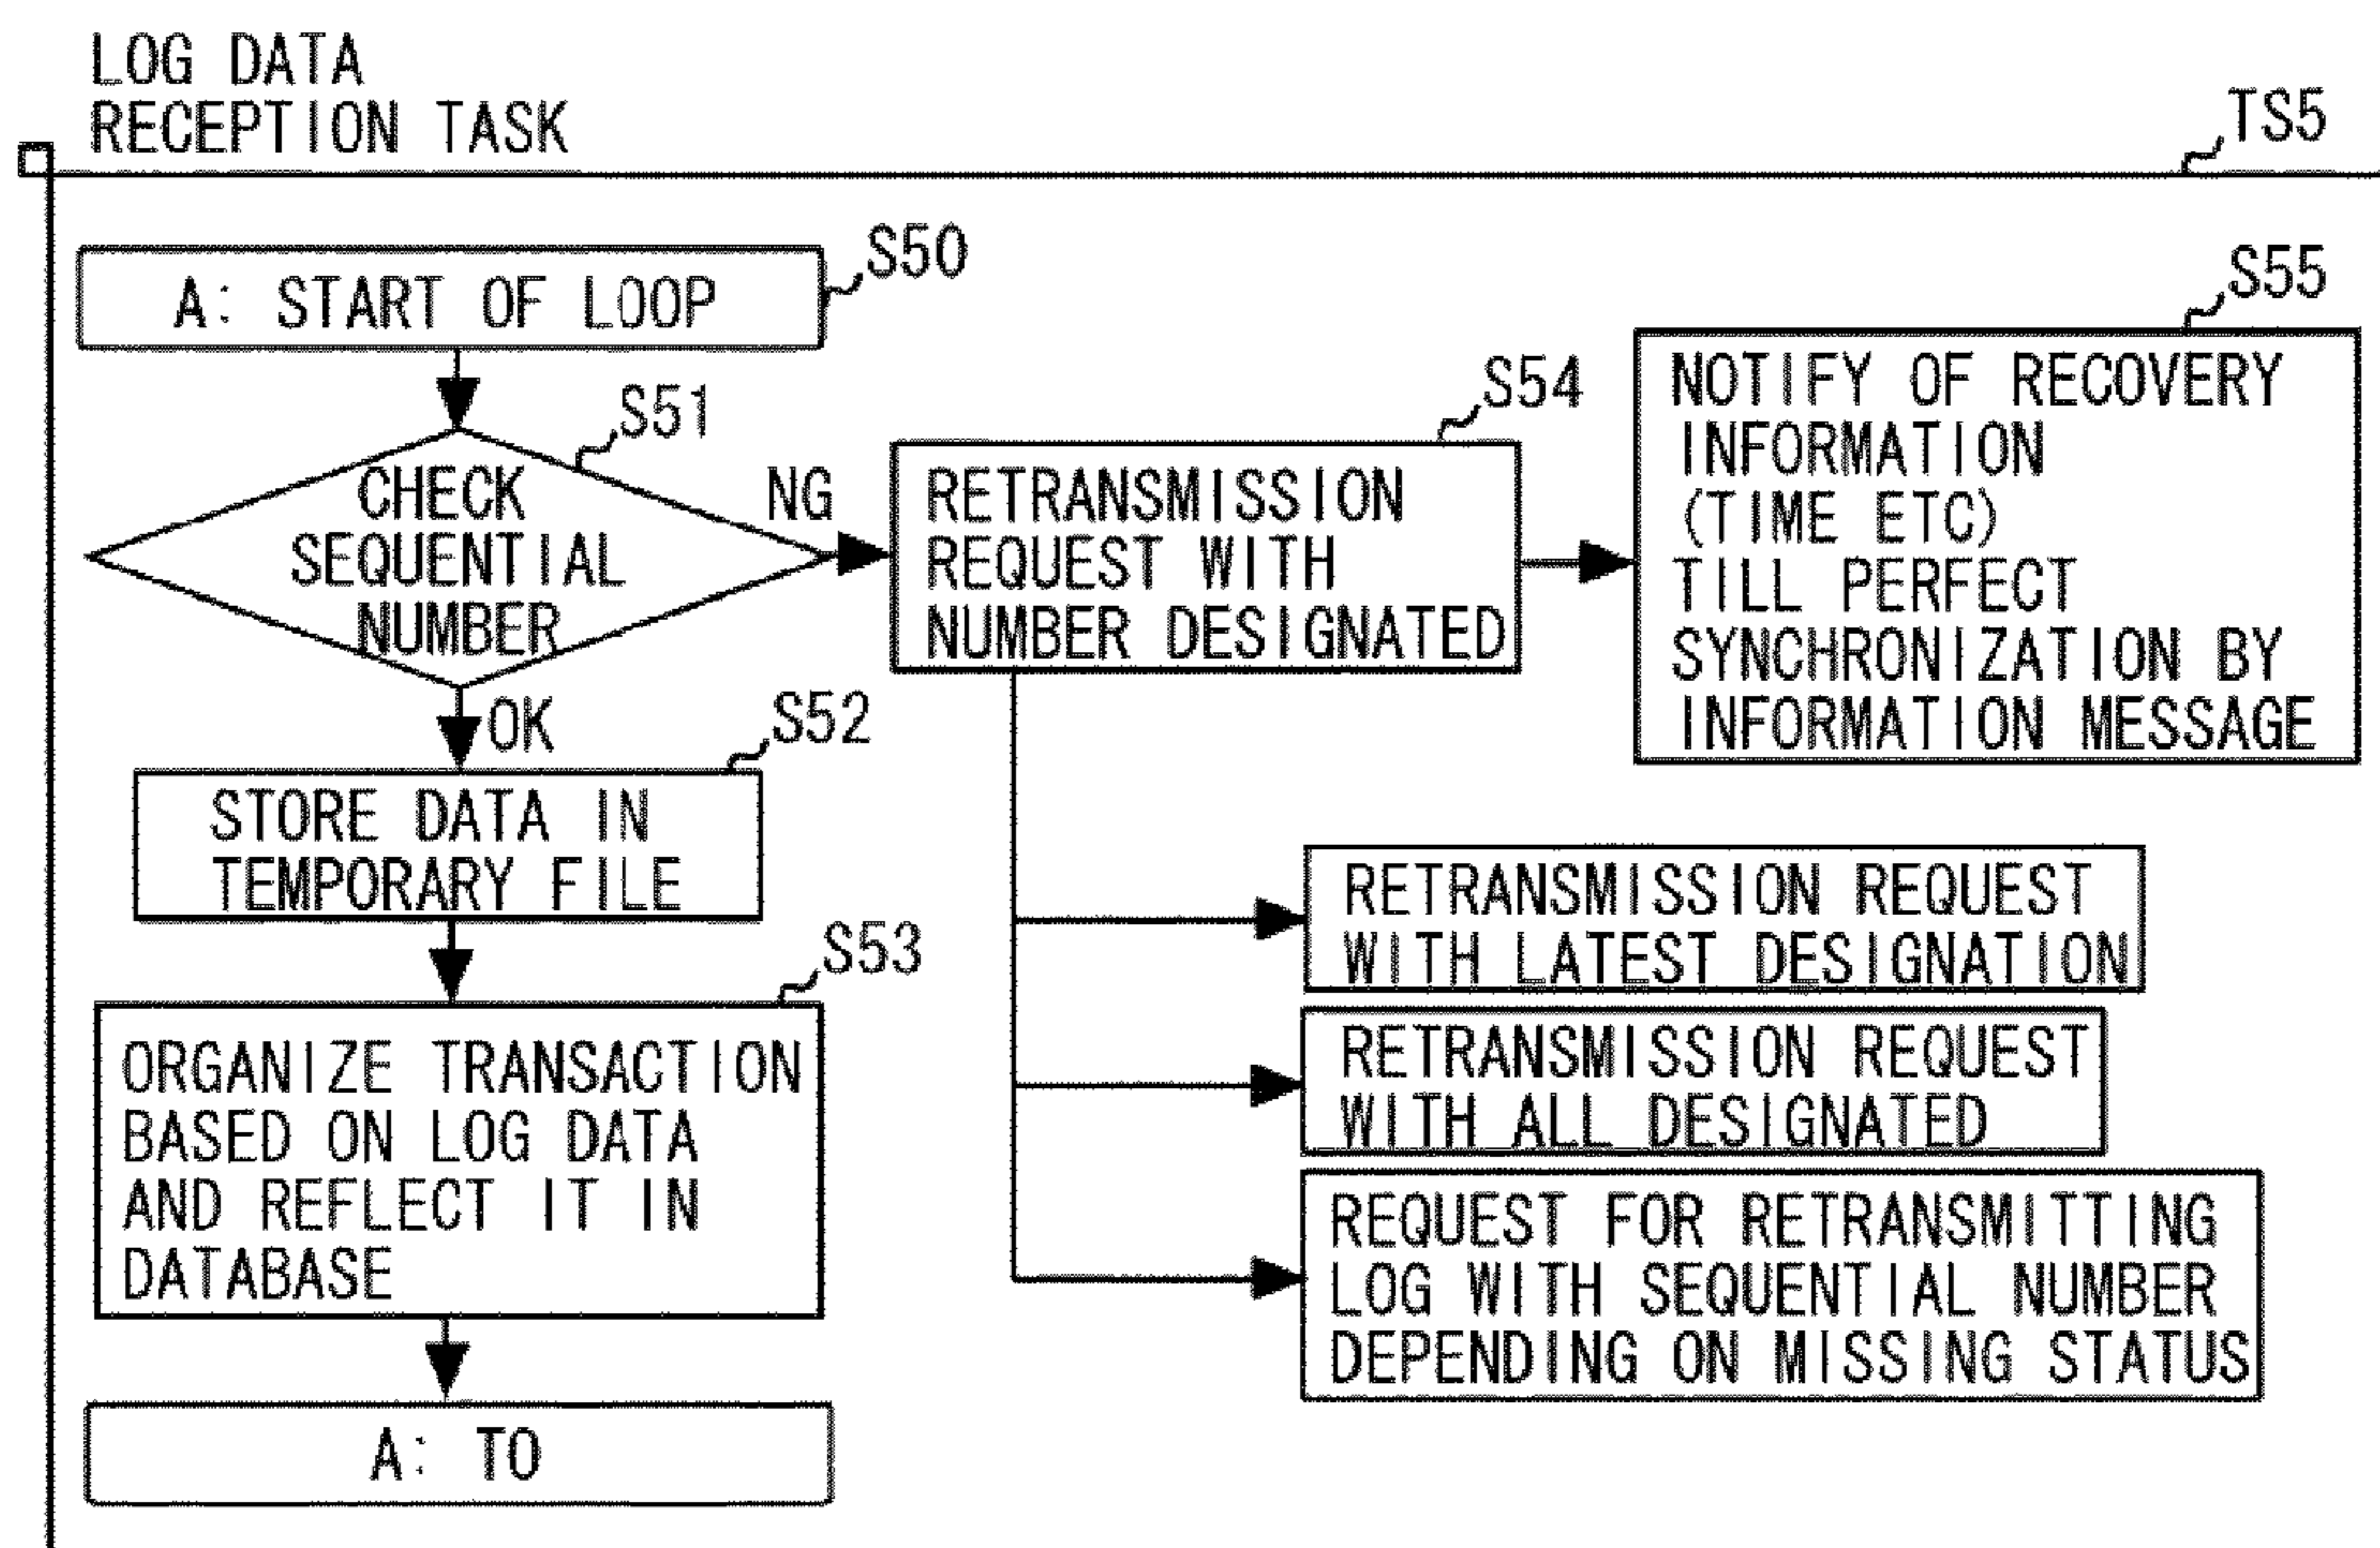 LOG DATA
RECEPTION TASK
TS5
S50
A: START OF LOOP
S51
CHECK
SEQUENTIAL
NUMBER
NG
OK
S52
STORE DATA IN
TEMPORARY FILE
S53
ORGANIZE TRANSACTION
BASED ON LOG DATA
AND REFLECT IT IN
DATABASE
A: TO
S54
RETRANSMISSION
REQUEST WITH
NUMBER DESIGNATED
S55
NOTIFY OF RECOVERY
INFORMATION
(TIME ETC)
TILL PERFECT
SYNCHRONIZATION BY
INFORMATION MESSAGE
RETRANSMISSION REQUEST
WITH LATEST DESIGNATION
RETRANSMISSION REQUEST
WITH ALL DESIGNATED
REQUEST FOR RETRANSMITTING
LOG WITH SEQUENTIAL NUMBER
DEPENDING ON MISSING STATUS